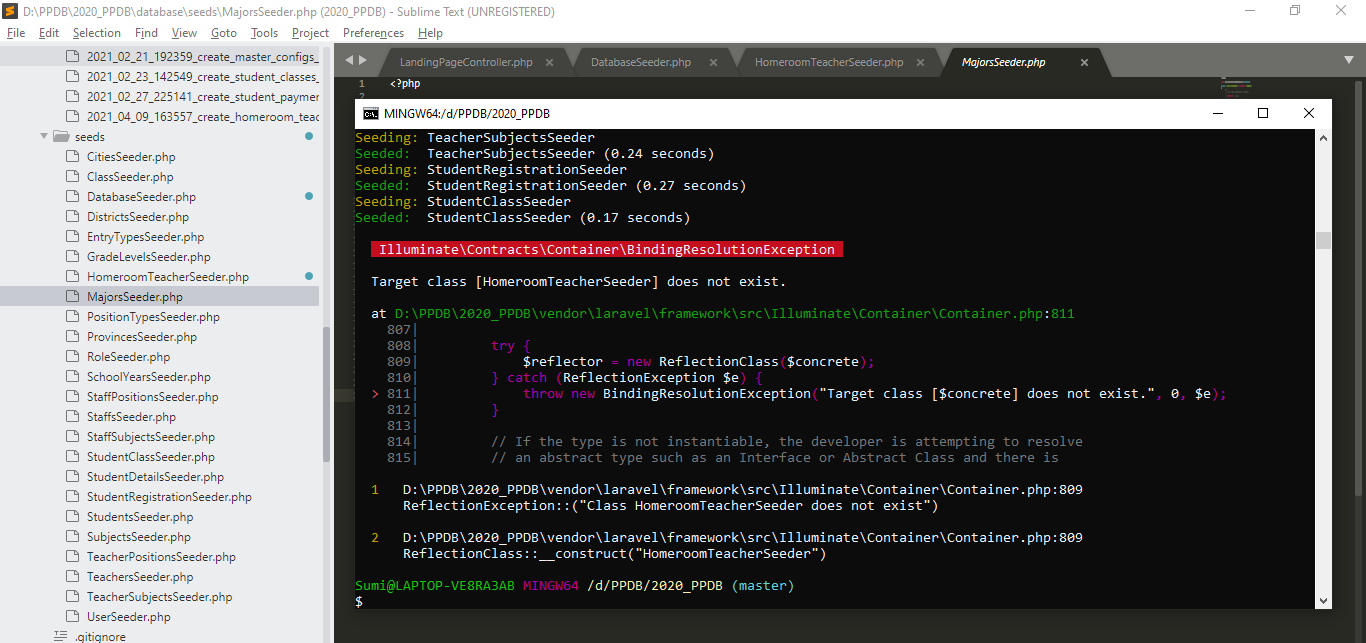 D:\PPDB\2020_PPDB\database\seeds\MajorsSeeder.php (2020_PPDB) - Sublime Text (UNREGISTERED)
File Edit Selection Find View Goto Tools Project Preferences Help
2021_02_21_192359_create_master_configs_
2021_02_23_142549_create_student_classes_
2021_02_27_225141_create_student_paymer
2021_04_09_163557_create_homeroom_teac
seeds
CitiesSeeder.php
ClassSeeder.php
DatabaseSeeder.php
DistrictsSeeder.php
EntryTypesSeeder.php
GradeLevelsSeeder.php
HomeroomTeacherSeeder.php
MajorsSeeder.php
PositionTypesSeeder.php
ProvincesSeeder.php
RoleSeeder.php
SchoolYearsSeeder.php
StaffPositionsSeeder.php
StaffsSeeder.php
StaffSubjectsSeeder.php
StudentClassSeeder.php
StudentDetailsSeeder.php
StudentRegistrationSeeder.php
StudentsSeeder.php
SubjectsSeeder.php
TeacherPositionsSeeder.php
TeachersSeeder.php
TeacherSubjectsSeeder.php
UserSeeder.php
.gitignore
LandingPageController.php DatabaseSeeder.php HomeroomTeacherSeeder.php MajorsSeeder.php
1 <?php
2
MINGW64:/d/PPDB/2020_PPDB
Seeding: TeacherSubjectsSeeder
Seeded: TeacherSubjectsSeeder (0.24 seconds)
Seeding: StudentRegistrationSeeder
Seeded: StudentRegistrationSeeder (0.27 seconds)
Seeding: StudentClassSeeder
Seeded: StudentClassSeeder (0.17 seconds)
Illuminate\Contracts\Container\BindingResolutionException
Target class [HomeroomTeacherSeeder] does not exist.
at D:\PPDB\2020_PPDB\vendor\laravel\framework\src\Illuminate\Container\Container.php:811
807|
808| try {
809| $reflector = new ReflectionClass($concrete);
810| } catch (ReflectionException $e) {
> 811| throw new BindingResolutionException("Target class [$concrete] does not exist.", 0, $e);
812| }
813|
814| // If the type is not instantiable, the developer is attempting to resolve
815| // an abstract type such as an Interface or Abstract Class and there is
1 D:\PPDB\2020_PPDB\vendor\laravel\framework\src\Illuminate\Container\Container.php:809
ReflectionException::("Class HomeroomTeacherSeeder does not exist")
2 D:\PPDB\2020_PPDB\vendor\laravel\framework\src\Illuminate\Container\Container.php:809
ReflectionClass::__construct("HomeroomTeacherSeeder")
Sumi@LAPTOP-VE8RA3AB MINGW64 /d/PPDB/2020_PPDB (master)
$